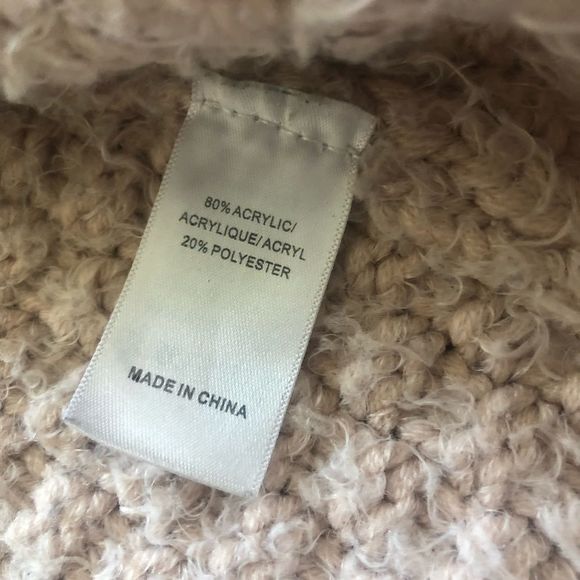 80% ACRYLIC/
ACRYLIQUE/ACRYL
20% POLYESTER
MADE IN CHINA